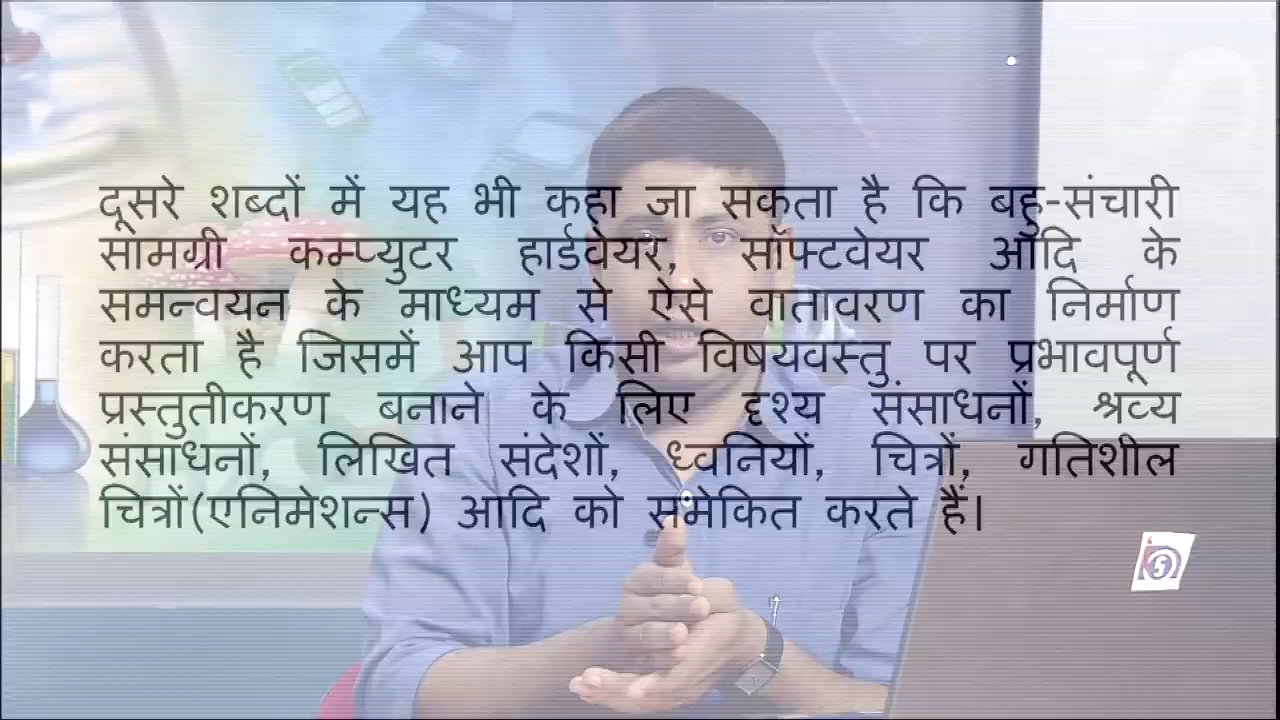 दूसरे शब्दों में यह भी कहा जा सकता है कि बहु-संचारी
सामग्री कम्प्युटर हार्डवेयर, सॉफ्टवेयर आदि के
समन्वयन के माध्यम से ऐसे वातावरण का निर्माण
करता है जिसमें आप किसी विषयवस्तु पर प्रभावपूर्ण
प्रस्तुतीकरण बनाने के लिए दृश्य संसाधनों, श्रव्य
संसाधनों, लिखित संदेशों, ध्वनियों, चित्रों, गतिशील
चित्रों(एनिमेशन्स) आदि को समेकित करते हैं।